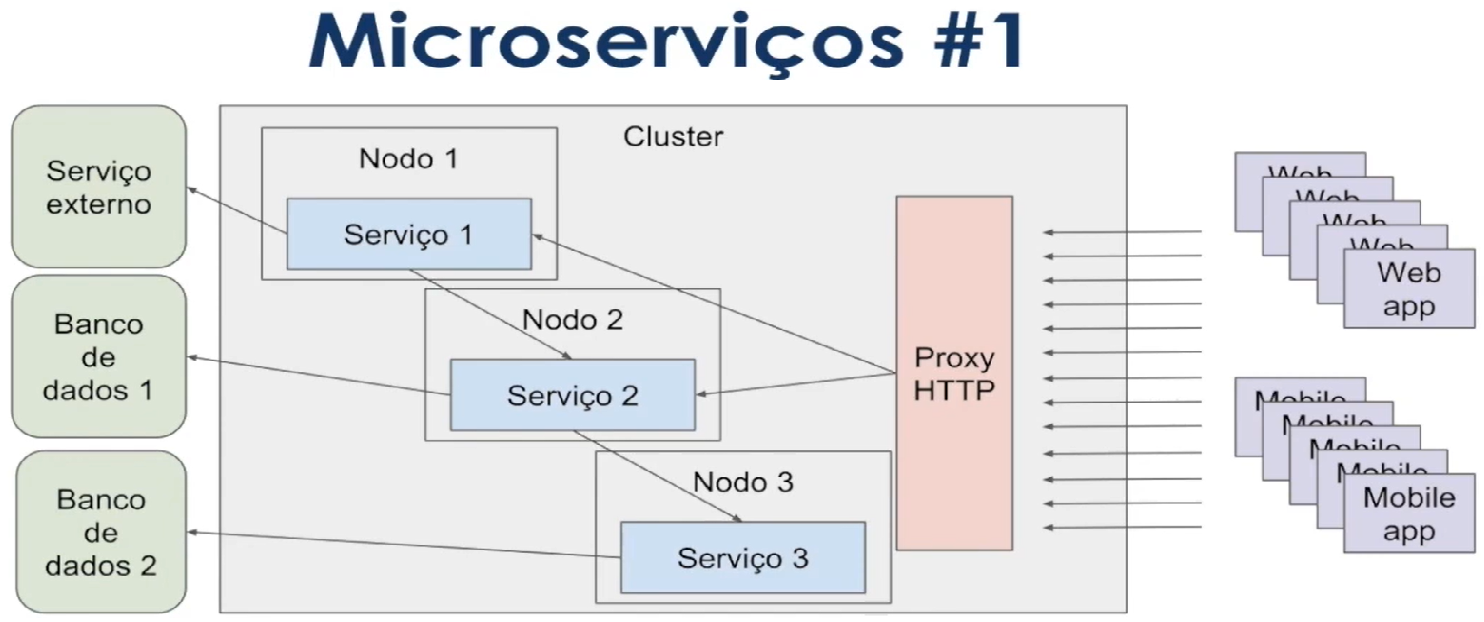 Microserviços #1
Cluster
Serviço
externo
Nodo 1
Serviço 1
Banco
de
dados 1
Nodo 2
Serviço 2
Banco
de
dados 2
Nodo 3
Serviço 3
Proxy
HTTP
Web
Web
Web
Web
Web
app
Mobile
Mobile
Mobile
Mobile
Mobile
app